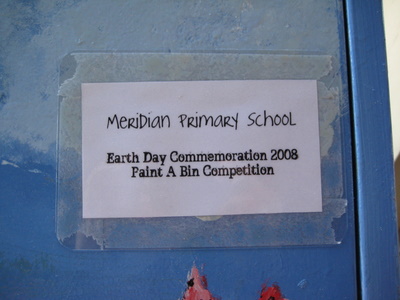 Meridian Primary School
Earth Day Commemoration 2008
Paint A Bin Competition